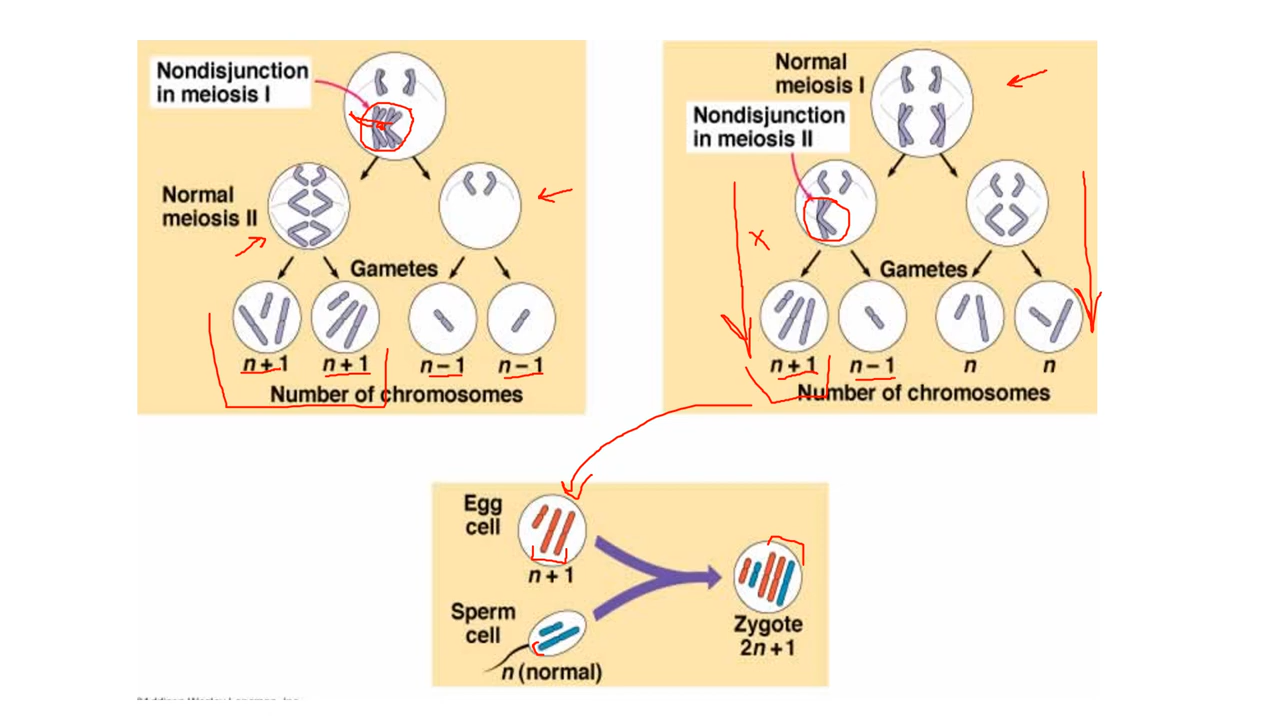 Nondisjunction
in meiosis I
Normal
meiosis II
Gametes
n + 1
n + 1
n – 1
n – 1
Number of chromosomes
Normal
meiosis I
Nondisjunction
in meiosis II
Gametes
n + 1
n – 1
n
n
Number of chromosomes
Egg
cell
n + 1
Sperm
cell
n (normal)
Zygote
2n + 1